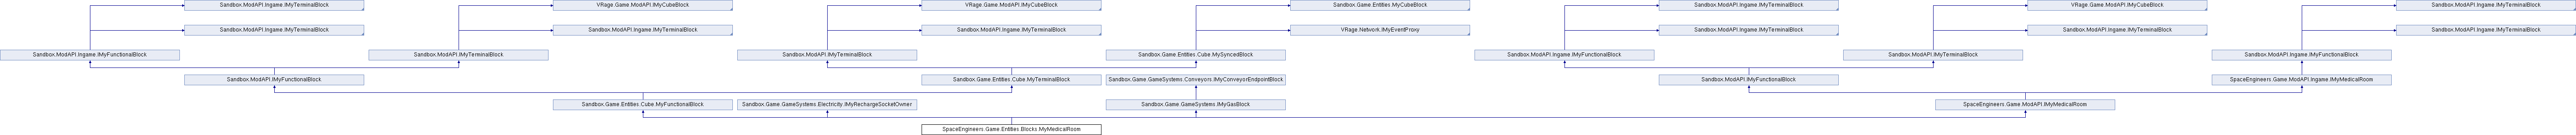 Sandbox.ModAPI.Ingame.IMyTerminalBlock
VRage.Game.ModAPI.IMyCubeBlock
VRage.Game.ModAPI.IMyCubeBlock
Sandbox.Game.Entities.MyCubeBlock
Sandbox.ModAPI.Ingame.IMyTerminalBlock
VRage.Game.ModAPI.IMyCubeBlock
Sandbox.ModAPI.Ingame.IMyTerminalBlock
Sandbox.ModAPI.Ingame.IMyTerminalBlock
Sandbox.ModAPI.Ingame.IMyTerminalBlock
Sandbox.ModAPI.Ingame.IMyTerminalBlock
VRage.Network.IMyEventProxy
Sandbox.ModAPI.Ingame.IMyTerminalBlock
Sandbox.ModAPI.Ingame.IMyTerminalBlock
Sandbox.ModAPI.Ingame.IMyTerminalBlock
Sandbox.ModAPI.Ingame.IMyFunctionalBlock
Sandbox.ModAPI.IMyTerminalBlock
Sandbox.ModAPI.IMyTerminalBlock
Sandbox.Game.Entities.Cube.MySyncedBlock
Sandbox.ModAPI.Ingame.IMyFunctionalBlock
Sandbox.ModAPI.IMyTerminalBlock
Sandbox.ModAPI.Ingame.IMyFunctionalBlock
Sandbox.ModAPI.IMyFunctionalBlock
Sandbox.Game.Entities.Cube.MyTerminalBlock
Sandbox.Game.GameSystems.Conveyors.IMyConveyorEndpointBlock
Sandbox.ModAPI.IMyFunctionalBlock
SpaceEngineers.Game.ModAPI.Ingame.IMyMedicalRoom
Sandbox.Game.Entities.Cube.MyFunctionalBlock
Sandbox.Game.GameSystems.Electricity.IMyRechargeSocketOwner
Sandbox.Game.GameSystems.IMyGasBlock
SpaceEngineers.Game.ModAPI.IMyMedicalRoom
SpaceEngineers.Game.Entities.Blocks.MyMedicalRoom